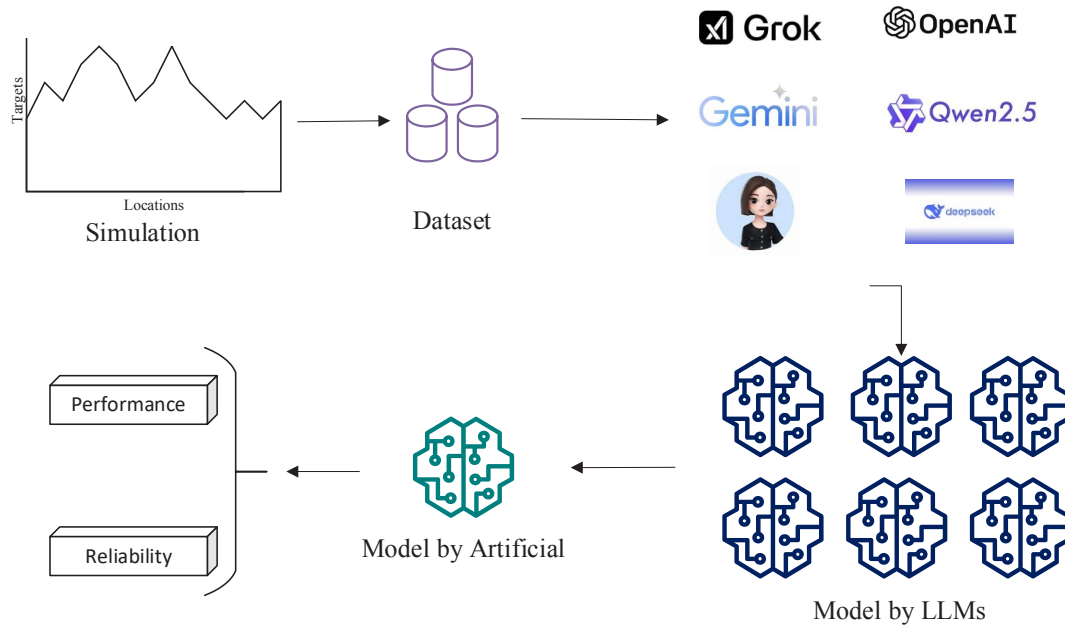 Grok
OpenAI
Targets
Gemini
Qwen2.5
Locations
Simulation
Dataset
deepseek
Performance
Reliability
Model by Artificial
Model by LLMs